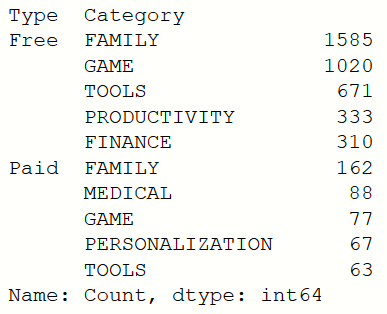 Type  Category
Free  FAMILY             1585
      GAME               1020
      TOOLS               671
      PRODUCTIVITY        333
      FINANCE             310
Paid  FAMILY              162
      MEDICAL              88
      GAME                 77
      PERSONALIZATION      67
      TOOLS                63
Name: Count, dtype: int64